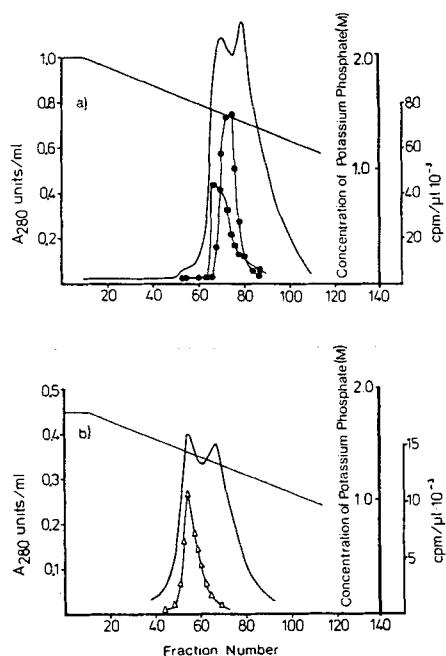 a)
A280 units/ml
1,0
0,8
0,6
0,4
0,2
20 40 60 80 100 120 140
Concentration of Potassium Phosphate(M)
2.0
1.0
cpm/µl 10-3
80
60
40
20
b)
A280 units/ml
0,5
0,4
0,3
0,2
0,1
20 40 60 80 100 120 140
Fraction Number
Concentration of Potassium Phosphate(M)
2.0
1.0
cpm/µl·10-3
15
10
5